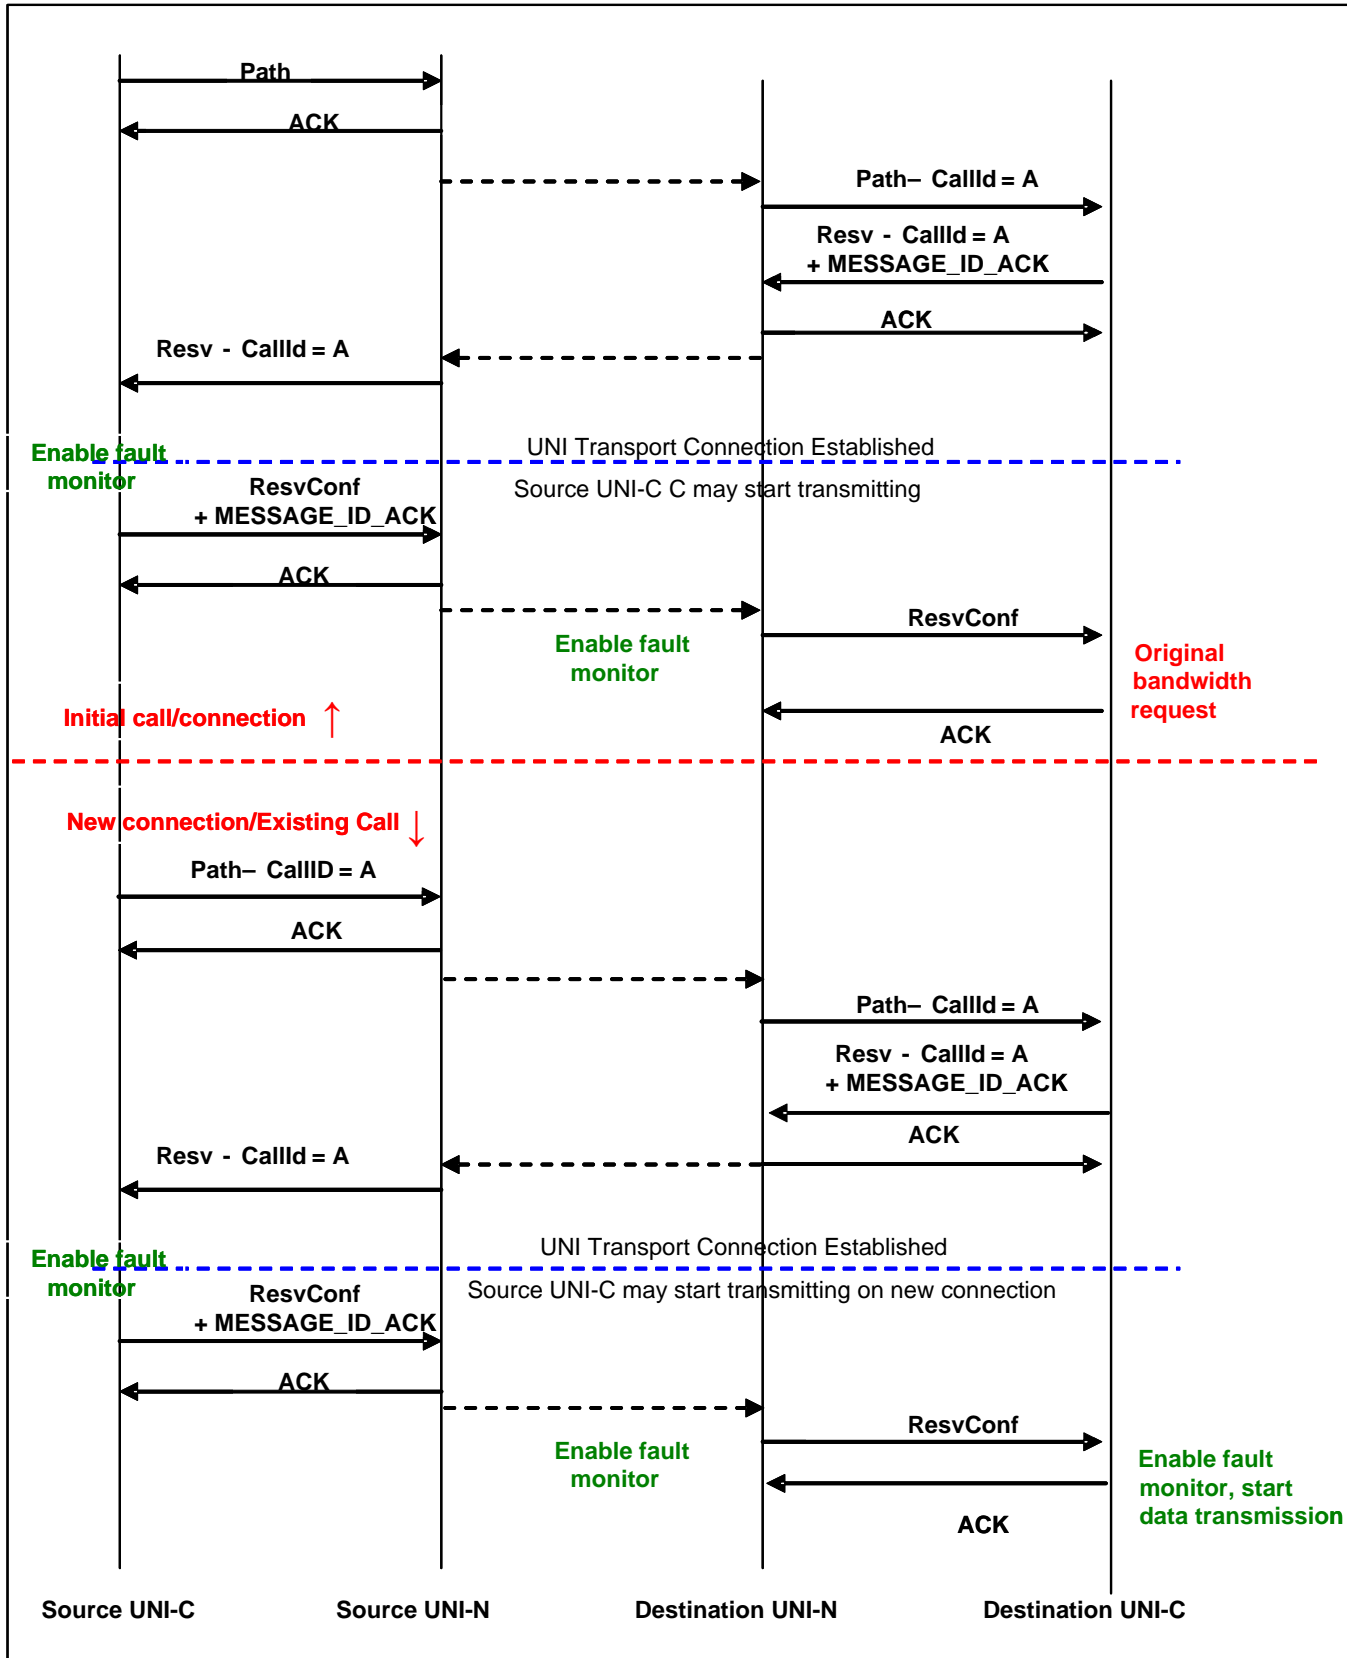 Path
ACK
Path– CallId = A
Resv - CallId = A
+ MESSAGE_ID_ACK
ACK
Resv - CallId = A
Enable fault
monitor
UNI Transport Connection Established
Source UNI-C C may start transmitting
ResvConf
+ MESSAGE_ID_ACK
ACK
ResvConf
Enable fault
monitor
Original
bandwidth
request
Initial call/connection ↑
ACK
New connection/Existing Call ↓
Path– CallID = A
ACK
Path– CallId = A
Resv - CallId = A
+ MESSAGE_ID_ACK
ACK
Resv - CallId = A
Enable fault
monitor
UNI Transport Connection Established
Source UNI-C may start transmitting on new connection
ResvConf
+ MESSAGE_ID_ACK
ACK
ResvConf
Enable fault
monitor
Enable fault
monitor, start
data transmission
ACK
Source UNI-C
Source UNI-N
Destination UNI-N
Destination UNI-C